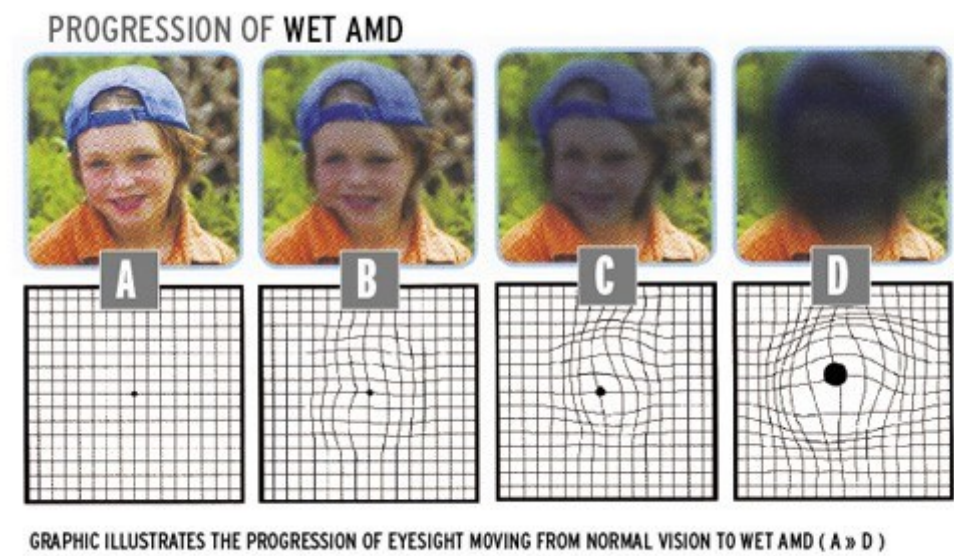 PROGRESSION OF WET AMD
A B C D
GRAPHIC ILLUSTRATES THE PROGRESSION OF EYESIGHT MOVING FROM NORMAL VISION TO WET AMD ( A » D )